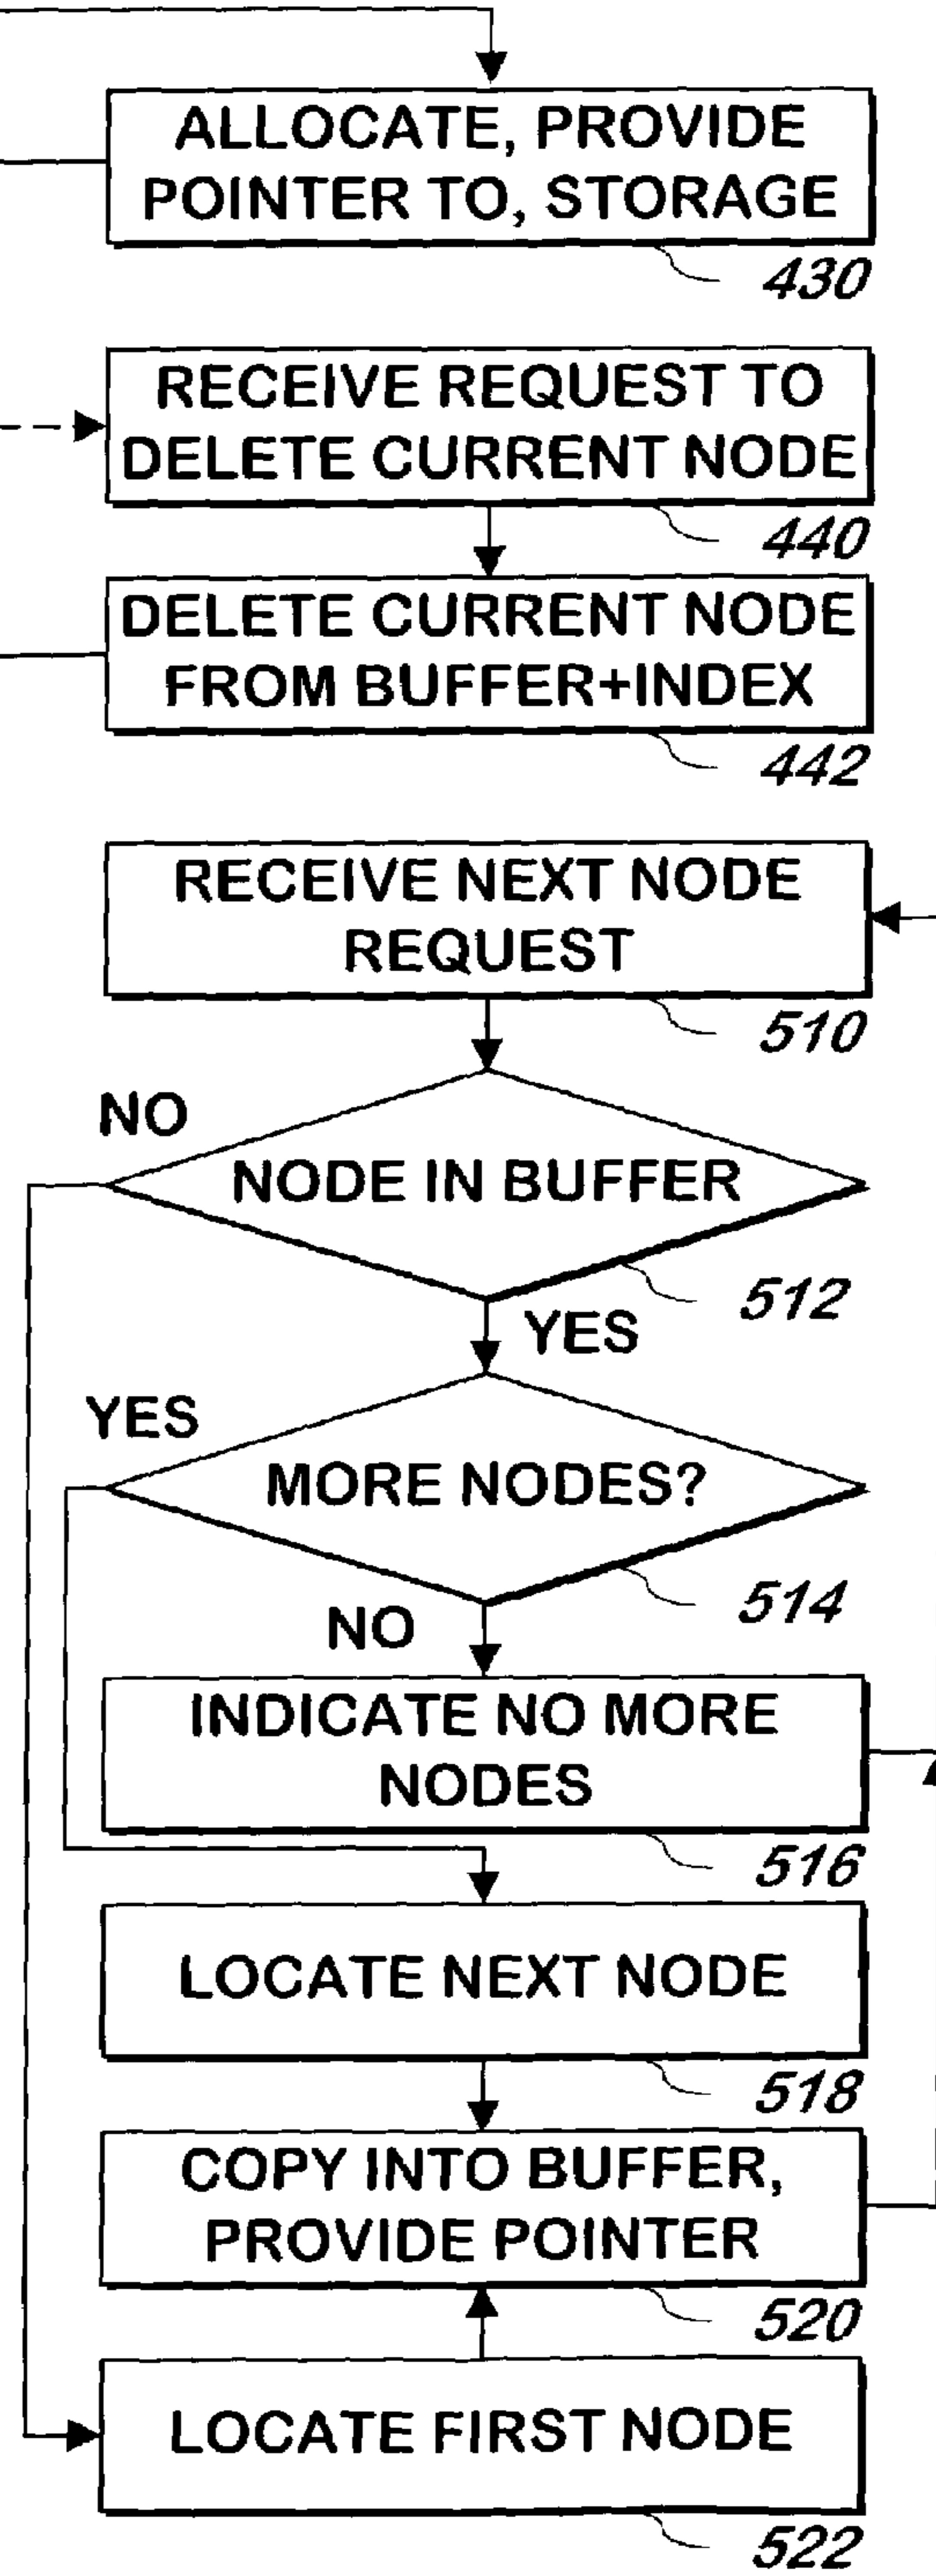 ALLOCATE, PROVIDE
POINTER TO, STORAGE
430
RECEIVE REQUEST TO
DELETE CURRENT NODE
440
DELETE CURRENT NODE
FROM BUFFER+INDEX
442
RECEIVE NEXT NODE
REQUEST
510
NO
NODE IN BUFFER
512
YES
YES
MORE NODES?
514
NO
INDICATE NO MORE
NODES
516
LOCATE NEXT NODE
518
COPY INTO BUFFER,
PROVIDE POINTER
520
LOCATE FIRST NODE
522